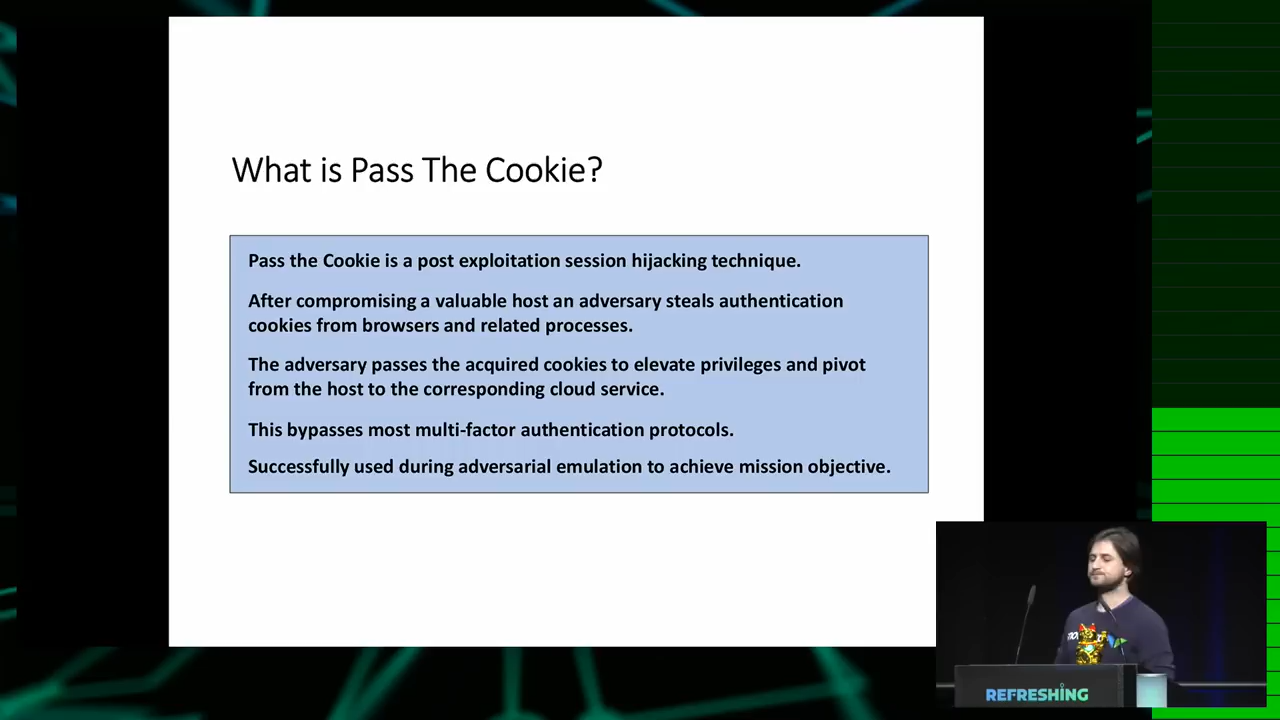 What is Pass The Cookie?
Pass the Cookie is a post exploitation session hijacking technique.
After compromising a valuable host an adversary steals authentication
cookies from browsers and related processes.
The adversary passes the acquired cookies to elevate privileges and pivot
from the host to the corresponding cloud service.
This bypasses most multi-factor authentication protocols.
Successfully used during adversarial emulation to achieve mission objective.
REFRESHING